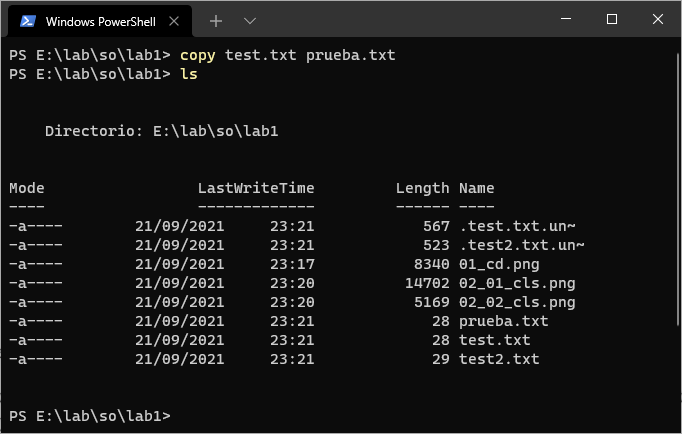 Windows PowerShell
PS E:\lab\so\lab1> copy test.txt prueba.txt
PS E:\lab\so\lab1> ls
Directorio: E:\lab\so\lab1
Mode                 LastWriteTime         Length Name
----                 -------------         ------ ----
-a----        21/09/2021     23:21            567 .test.txt.un~
-a----        21/09/2021     23:21            523 .test2.txt.un~
-a----        21/09/2021     23:17           8340 01_cd.png
-a----        21/09/2021     23:20          14702 02_01_cls.png
-a----        21/09/2021     23:20           5169 02_02_cls.png
-a----        21/09/2021     23:21             28 prueba.txt
-a----        21/09/2021     23:21             28 test.txt
-a----        21/09/2021     23:21             29 test2.txt
PS E:\lab\so\lab1>